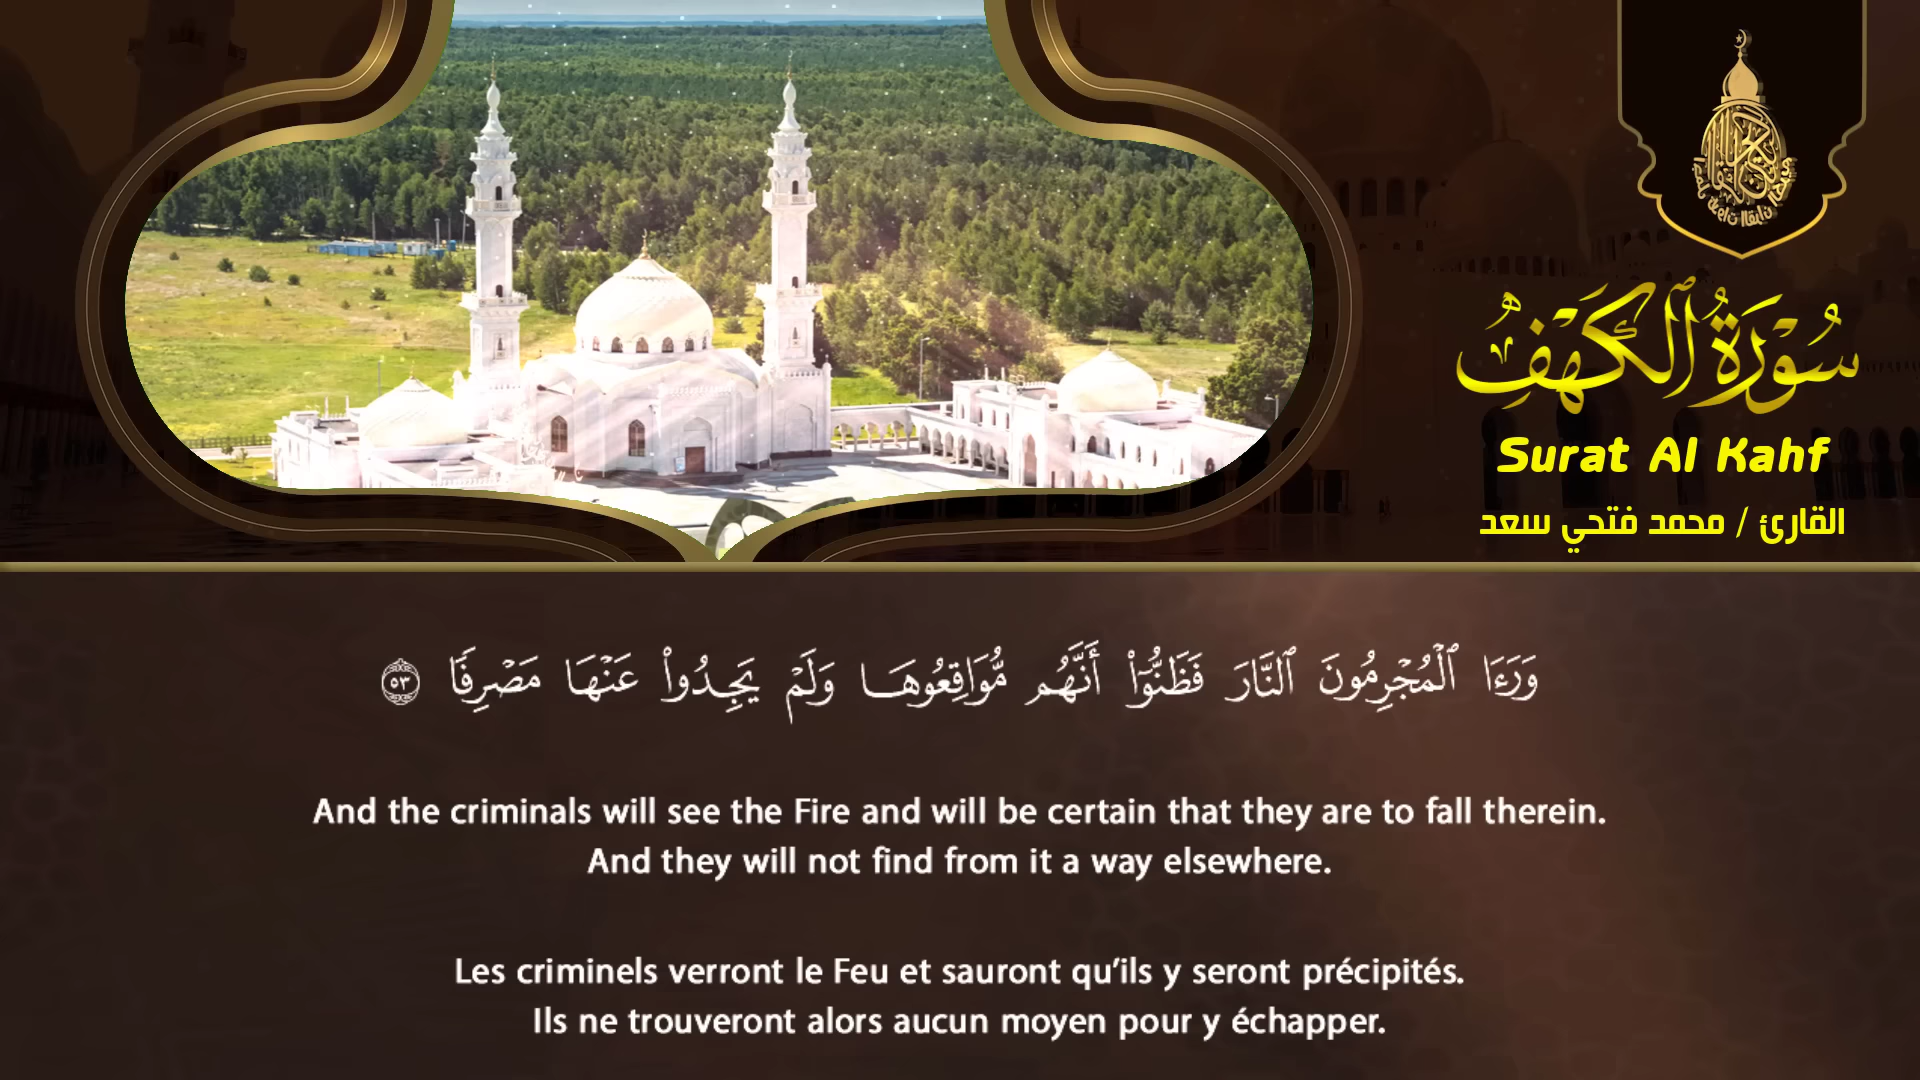 سُورَةُ ٱلْكَهْفِ
Surat Al Kahf
القارئ / محمد فتحي سعد
وَرَءَا ٱلْمُجْرِمُونَ ٱلنَّارَ فَظَنُّوٓا۟ أَنَّهُم مُّوَاقِعُوهَا وَلَمْ يَجِدُوا۟ عَنْهَا مَصْرِفًا ٥٣
And the criminals will see the Fire and will be certain that they are to fall therein.
And they will not find from it a way elsewhere.
Les criminels verront le Feu et sauront qu’ils y seront précipités.
Ils ne trouveront alors aucun moyen pour y échapper.